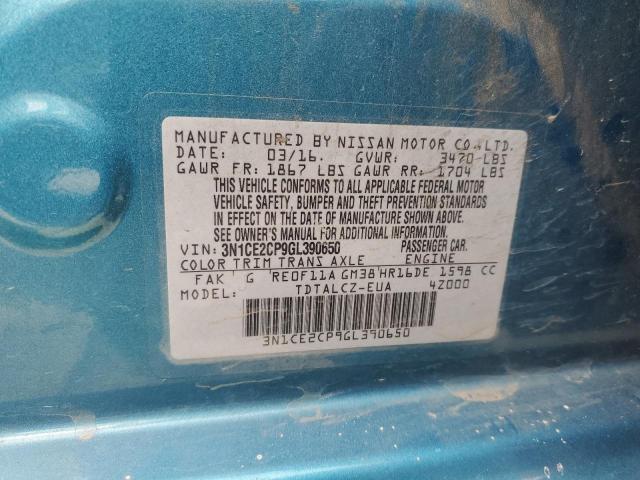 MANUFACTURED BY NISSAN MOTOR CO.,LTD.
DATE: 03/16. GVWR: 3470 LBS
GAWR FR: 1867 LBS GAWR RR: 1704 LBS
THIS VEHICLE CONFORMS TO ALL APPLICABLE FEDERAL MOTOR
VEHICLE SAFETY, BUMPER AND THEFT PREVENTION STANDARDS
IN EFFECT ON THE DATE OF MANUFACTURE SHOWN ABOVE.
SEE OWNER'S MANUAL FOR ADDITIONAL INFORMATION.
VIN: 3N1CE2CP9GL390650 PASSENGER CAR.
COLOR TRIM TRANS AXLE ENGINE
FAK G RE0F11A GM38 HR16DE 1598 CC
MODEL: TDTALCZ-EUA 4Z000
3N1CE2CP9GL390650